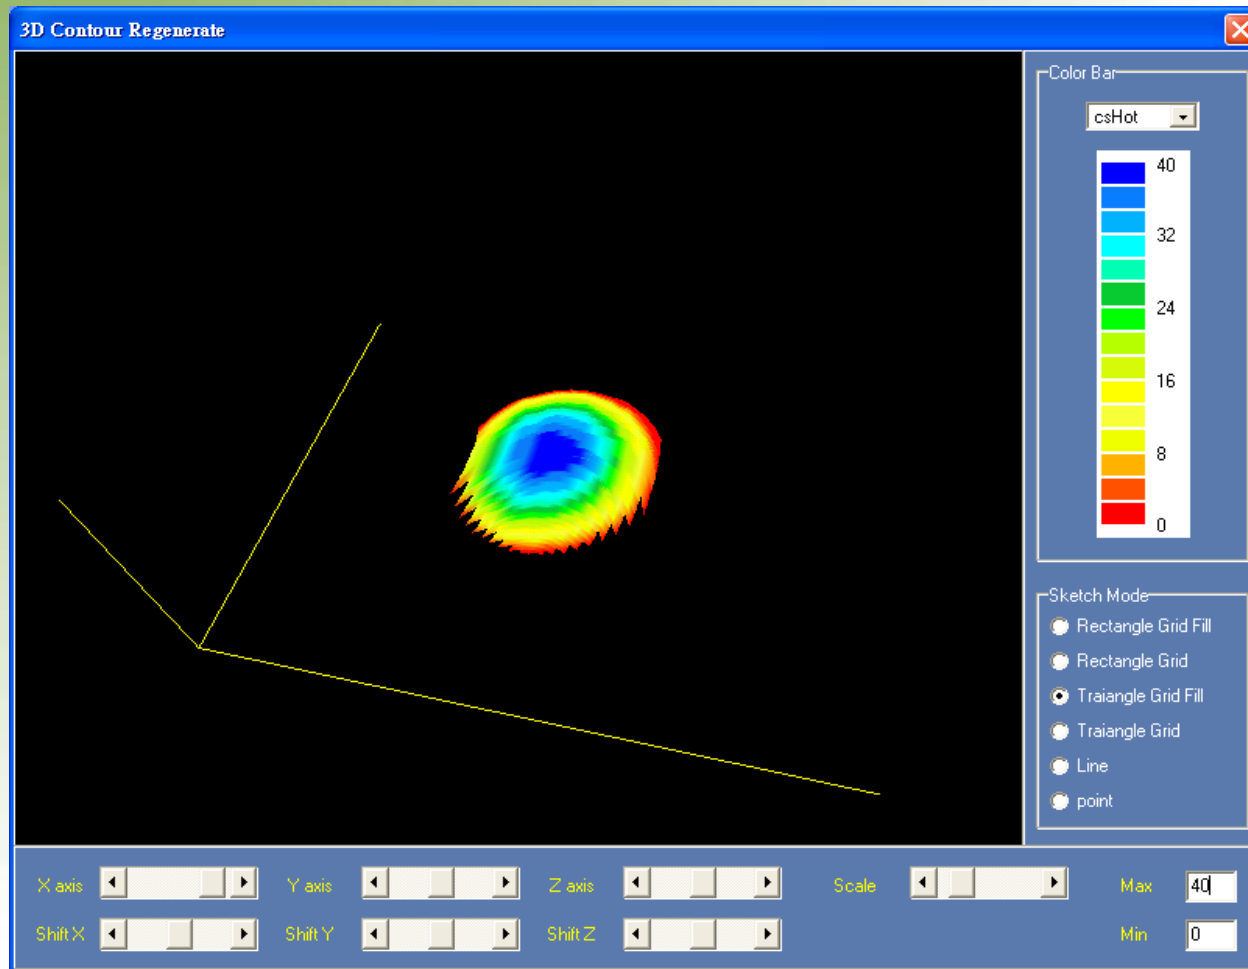 3D Contour Regenerate
Color Bar
csHot
40
32
24
16
8
0
Sketch Mode
Rectangle Grid Fill
Rectangle Grid
Traiangle Grid Fill
Traiangle Grid
Line
point
X axis
Y axis
Z axis
Scale
Max
40
Shift X
Shift Y
Shift Z
Min
0